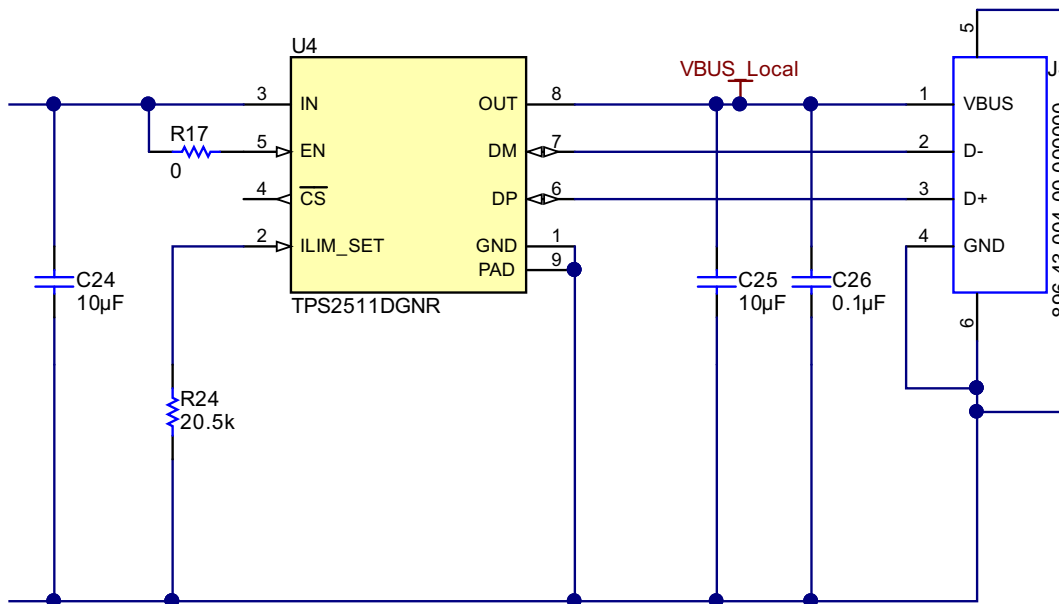 U4
3
IN
5
EN
4
CS
2
ILIM_SET
OUT
8
DM
7
DP
6
GND
1
PAD
9
TPS2511DGNR
R17
0
C24
10µF
R24
20.5k
VBUS_Local
C25
10µF
C26
0.1µF
5
1
VBUS
2
D-
3
D+
4
GND
6